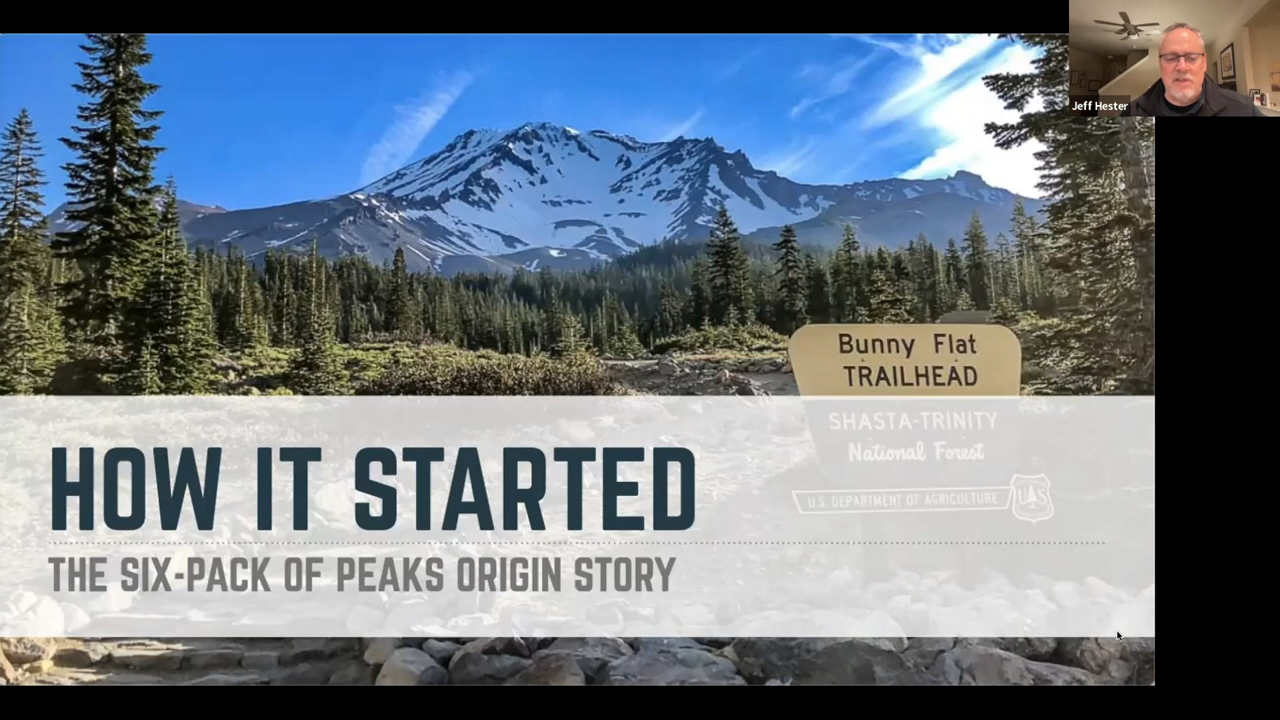 Jeff Hester
Bunny Flat
TRAILHEAD
SHASTA-TRINITY
National Forest
U.S. DEPARTMENT OF AGRICULTURE
U S
HOW IT STARTED
THE SIX-PACK OF PEAKS ORIGIN STORY